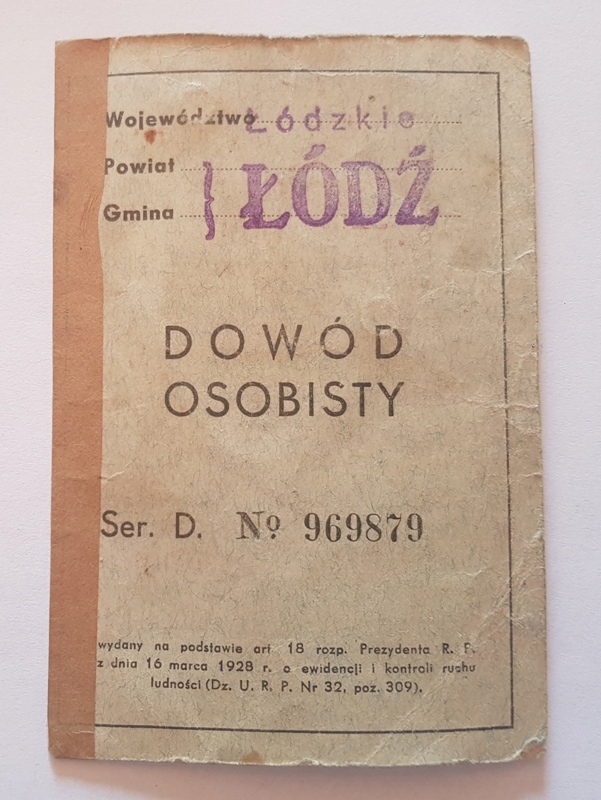 Województwo Łódzkie
Powiat
Gmina } ŁÓDŹ
DOWÓD
OSOBISTY
Ser. D. Nº 969879
wydany na podstawie art 18 rozp. Prezydenta R. P.
z dnia 16 marca 1928 r. o ewidencji i kontroli ruchu
ludności (Dz. U. R. P. Nr 32, poz. 309).